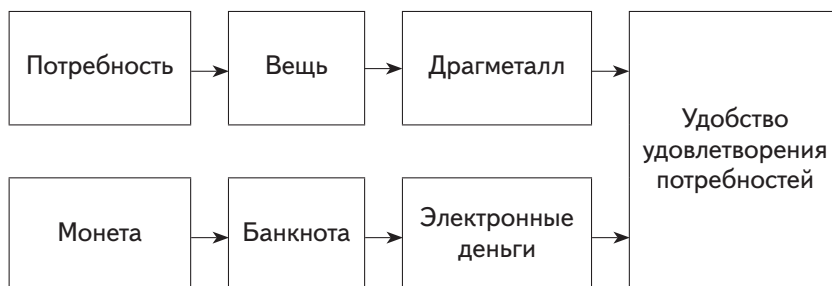 Потребность
Вещь
Драгметалл
Удобство
удовлетворения
потребностей
Монета
Банкнота
Электронные
деньги